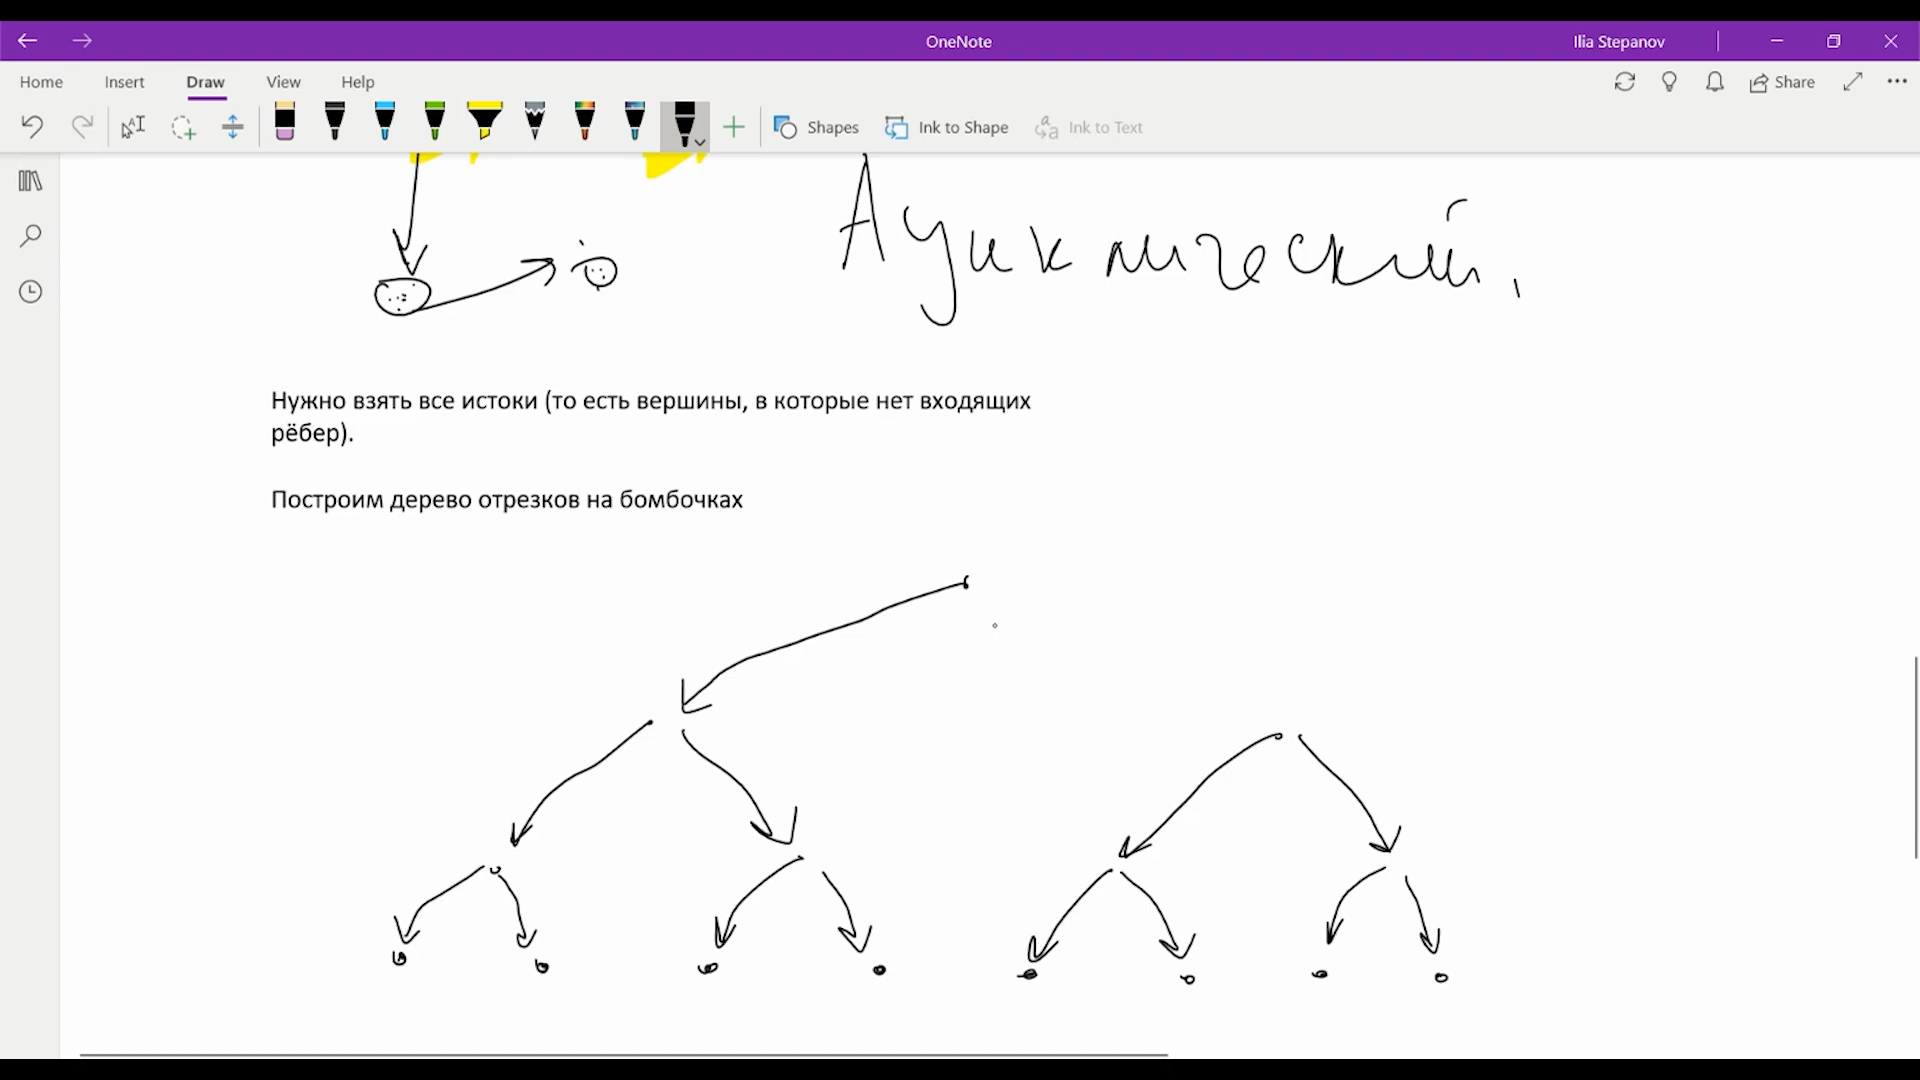 OneNote
Ilia Stepanov
Home Insert Draw View Help
Share
Shapes Ink to Shape Ink to Text
Ациклический.
Нужно взять все истоки (то есть вершины, в которые нет входящих
рёбер).
Построим дерево отрезков на бомбочках